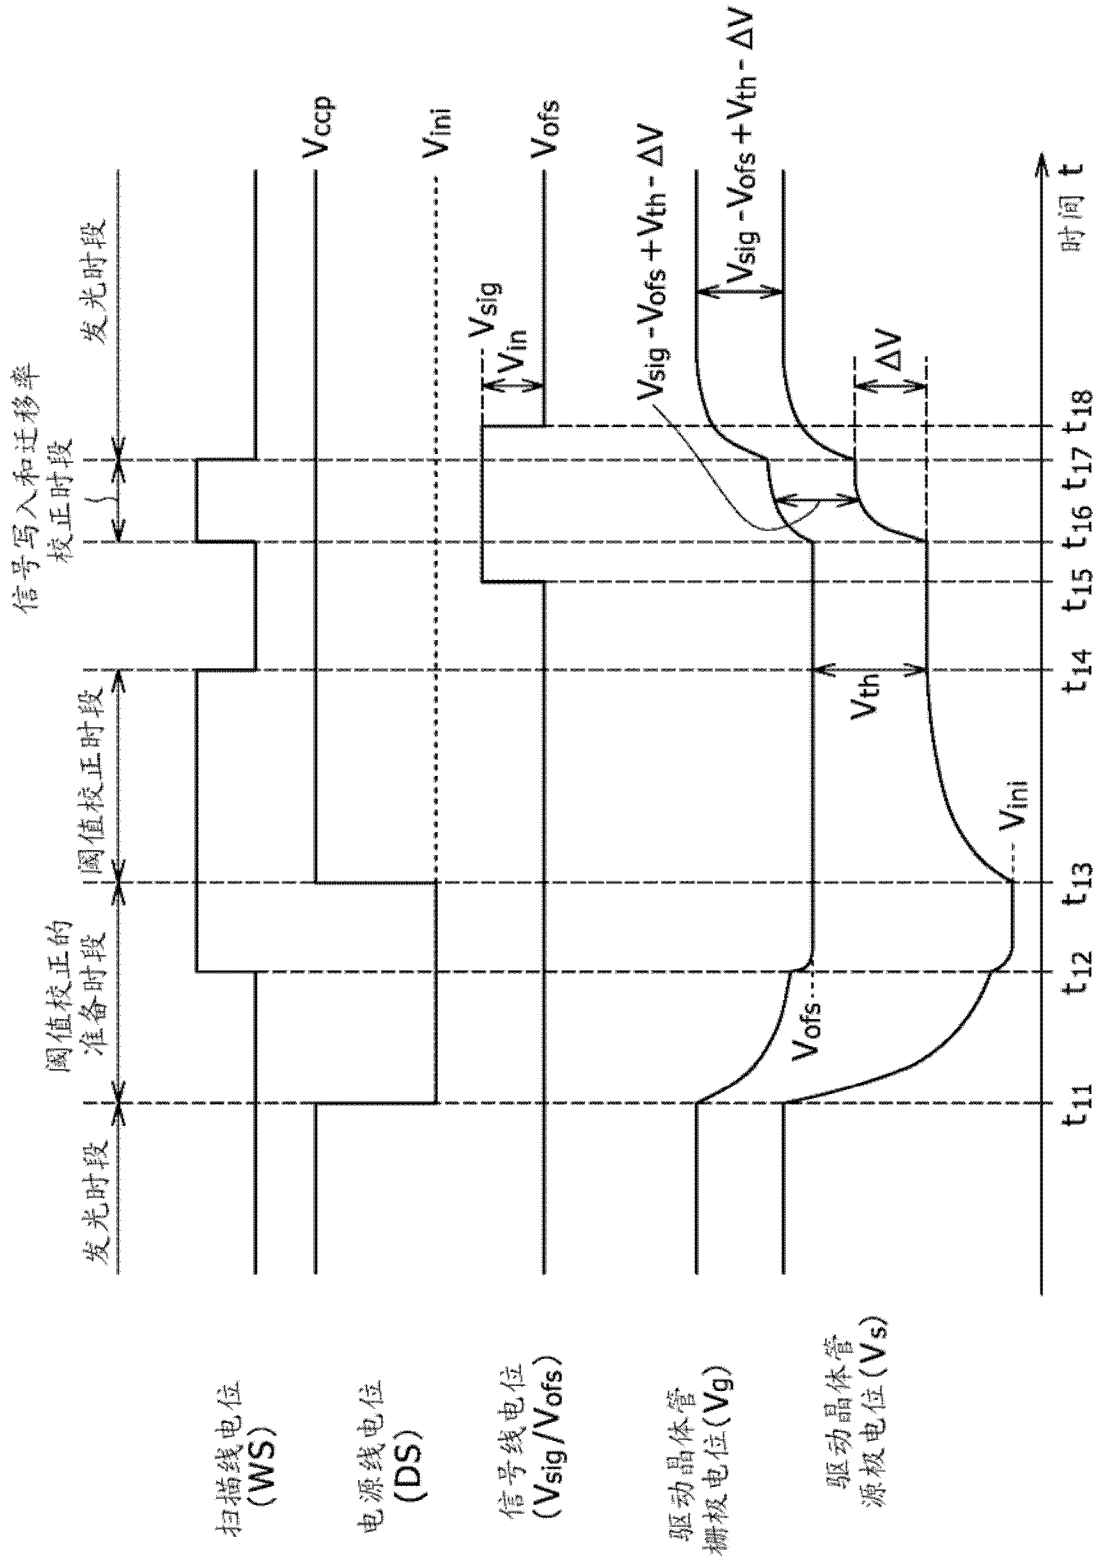 信号写入和迁移率
校正时段
阈值校正的
准备时段
发光时段
阈值校正时段
发光时段
扫描线电位
(WS)
电源线电位
(DS)
Vccp
Vini
信号线电位
(Vsig/Vofs)
Vsig
Vin
Vofs
驱动晶体管
栅极电位(Vg)
Vofs
Vsig-Vofs+Vth-ΔV
Vsig-Vofs+Vth-ΔV
驱动晶体管
源极电位(Vs)
Vth
ΔV
Vini
t11
t12
t13
t14
t15
t16
t17
t18
时间 t